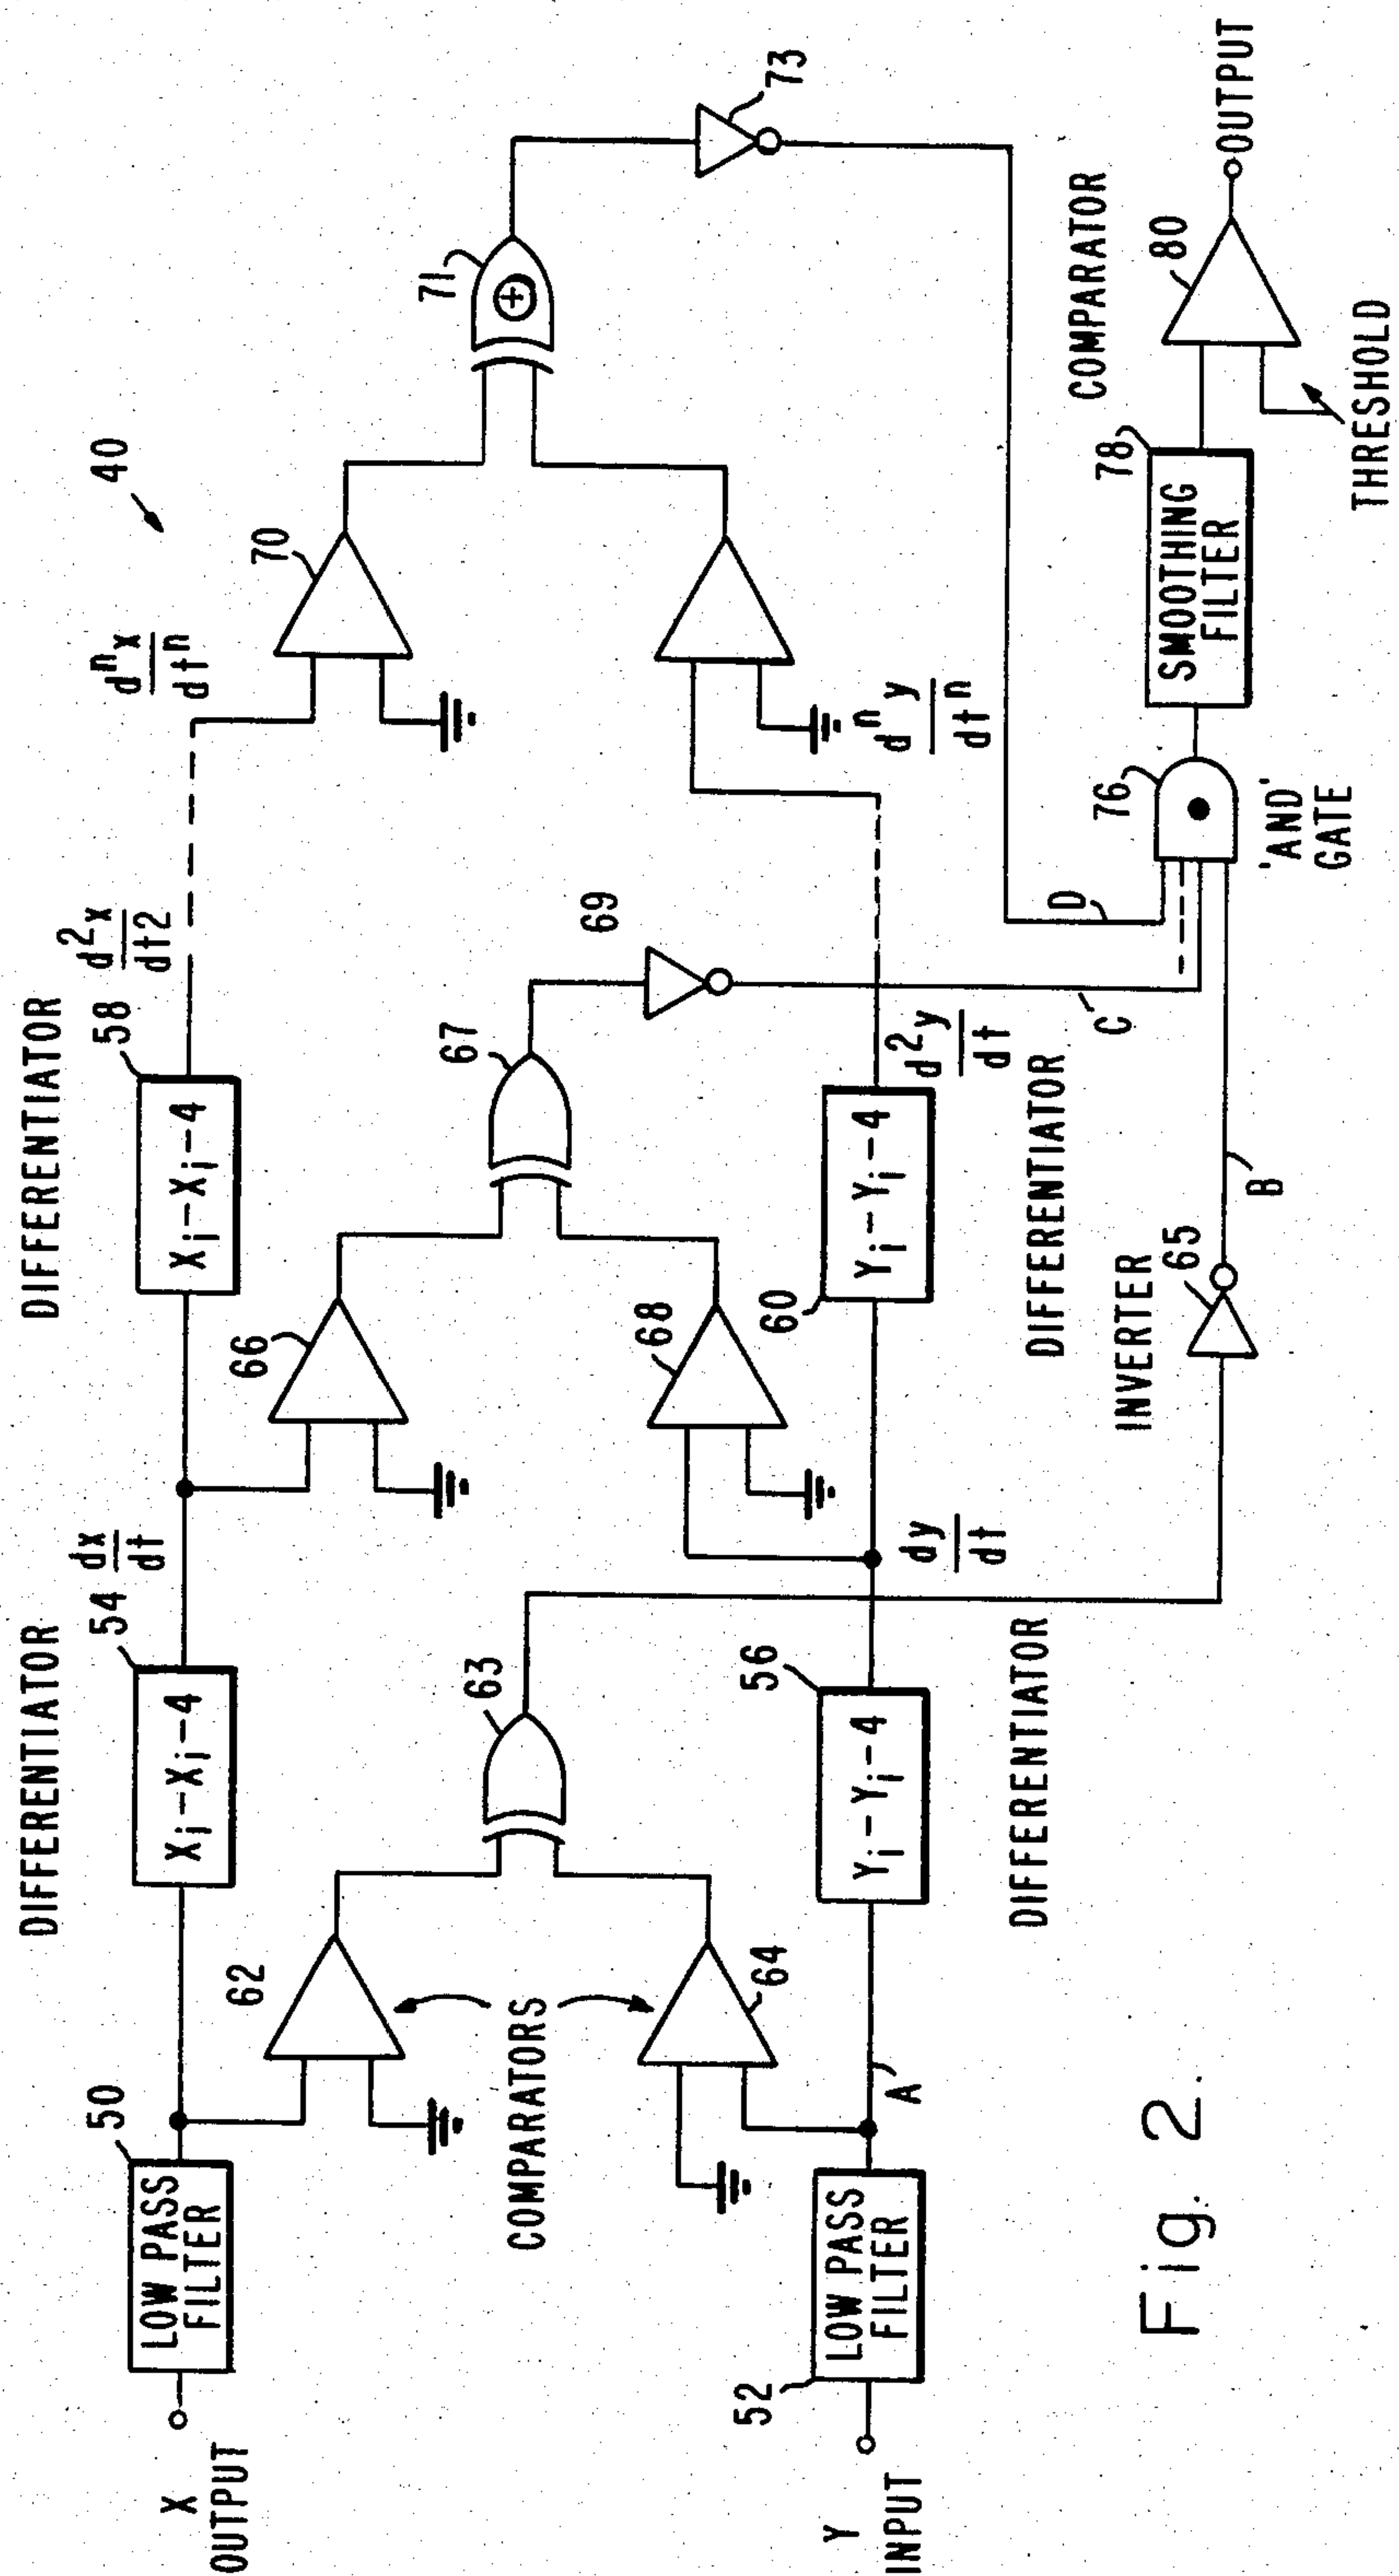 40
DIFFERENTIATOR
54
dx
dt
DIFFERENTIATOR
58
d²x
dt2
dⁿx
dtⁿ
X
OUTPUT
50
LOW PASS
FILTER
Xi-Xi-4
Xi-Xi-4
62
66
70
COMPARATORS
63
67
69
71
73
64
68
Y
INPUT
52
LOW PASS
FILTER
A
56
Yi-Yi-4
dy
dt
60
Yi-Yi-4
d²y
dt
dⁿy
dtⁿ
DIFFERENTIATOR
DIFFERENTIATOR
INVERTER
65
B
C
D
76
'AND'
GATE
78
SMOOTHING
FILTER
COMPARATOR
80
OUTPUT
THRESHOLD
Fig. 2.